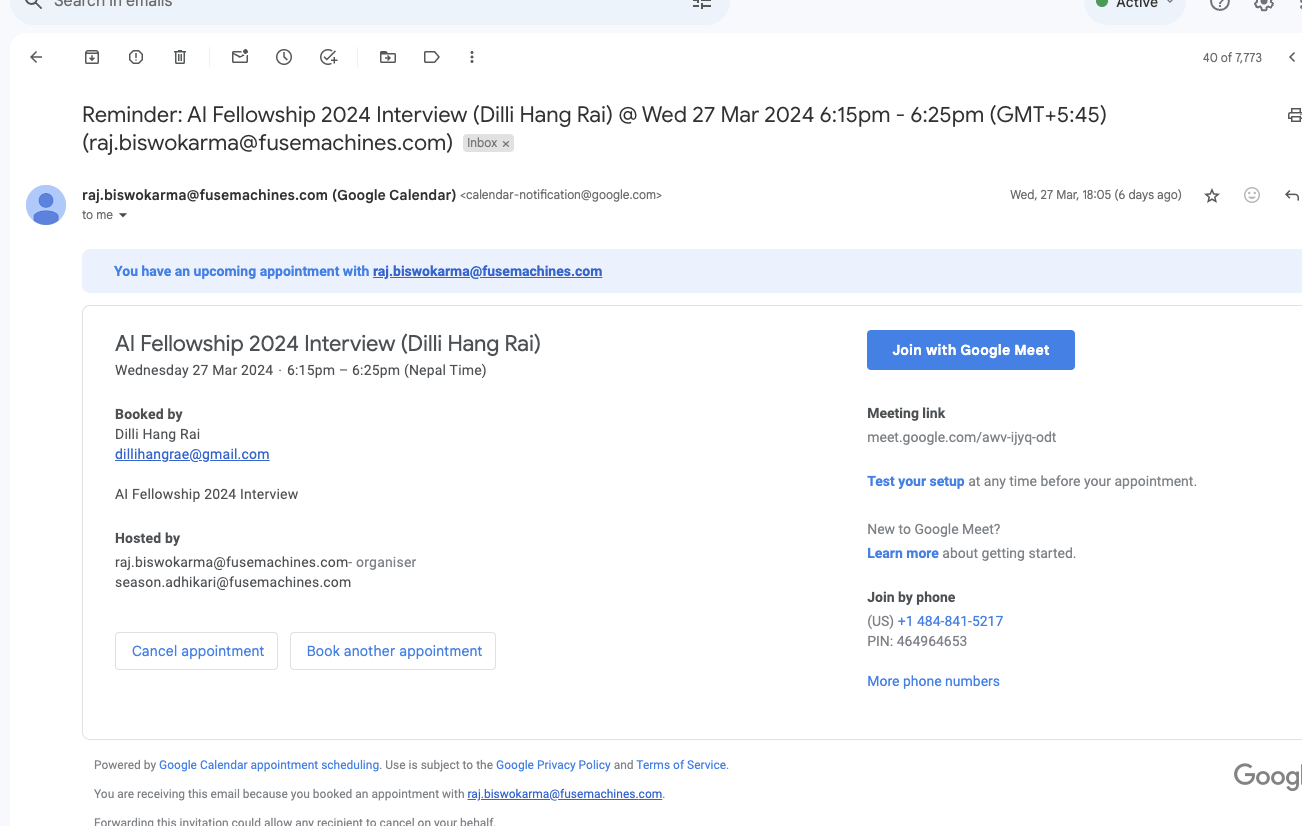 Search in emails
Active
40 of 7,773
Reminder: AI Fellowship 2024 Interview (Dilli Hang Rai) @ Wed 27 Mar 2024 6:15pm - 6:25pm (GMT+5:45)
(raj.biswokarma@fusemachines.com) Inbox ×
raj.biswokarma@fusemachines.com (Google Calendar) <calendar-notification@google.com>
Wed, 27 Mar, 18:05 (6 days ago)
to me
You have an upcoming appointment with raj.biswokarma@fusemachines.com
AI Fellowship 2024 Interview (Dilli Hang Rai)
Wednesday 27 Mar 2024 · 6:15pm – 6:25pm (Nepal Time)
Booked by
Dilli Hang Rai
dillihangrae@gmail.com
AI Fellowship 2024 Interview
Hosted by
raj.biswokarma@fusemachines.com- organiser
season.adhikari@fusemachines.com
Cancel appointment
Book another appointment
Join with Google Meet
Meeting link
meet.google.com/awv-ijyq-odt
Test your setup at any time before your appointment.
New to Google Meet?
Learn more about getting started.
Join by phone
(US) +1 484-841-5217
PIN: 464964653
More phone numbers
Powered by Google Calendar appointment scheduling. Use is subject to the Google Privacy Policy and Terms of Service.
You are receiving this email because you booked an appointment with raj.biswokarma@fusemachines.com.
Forwarding this invitation could allow any recipient to cancel on your behalf.